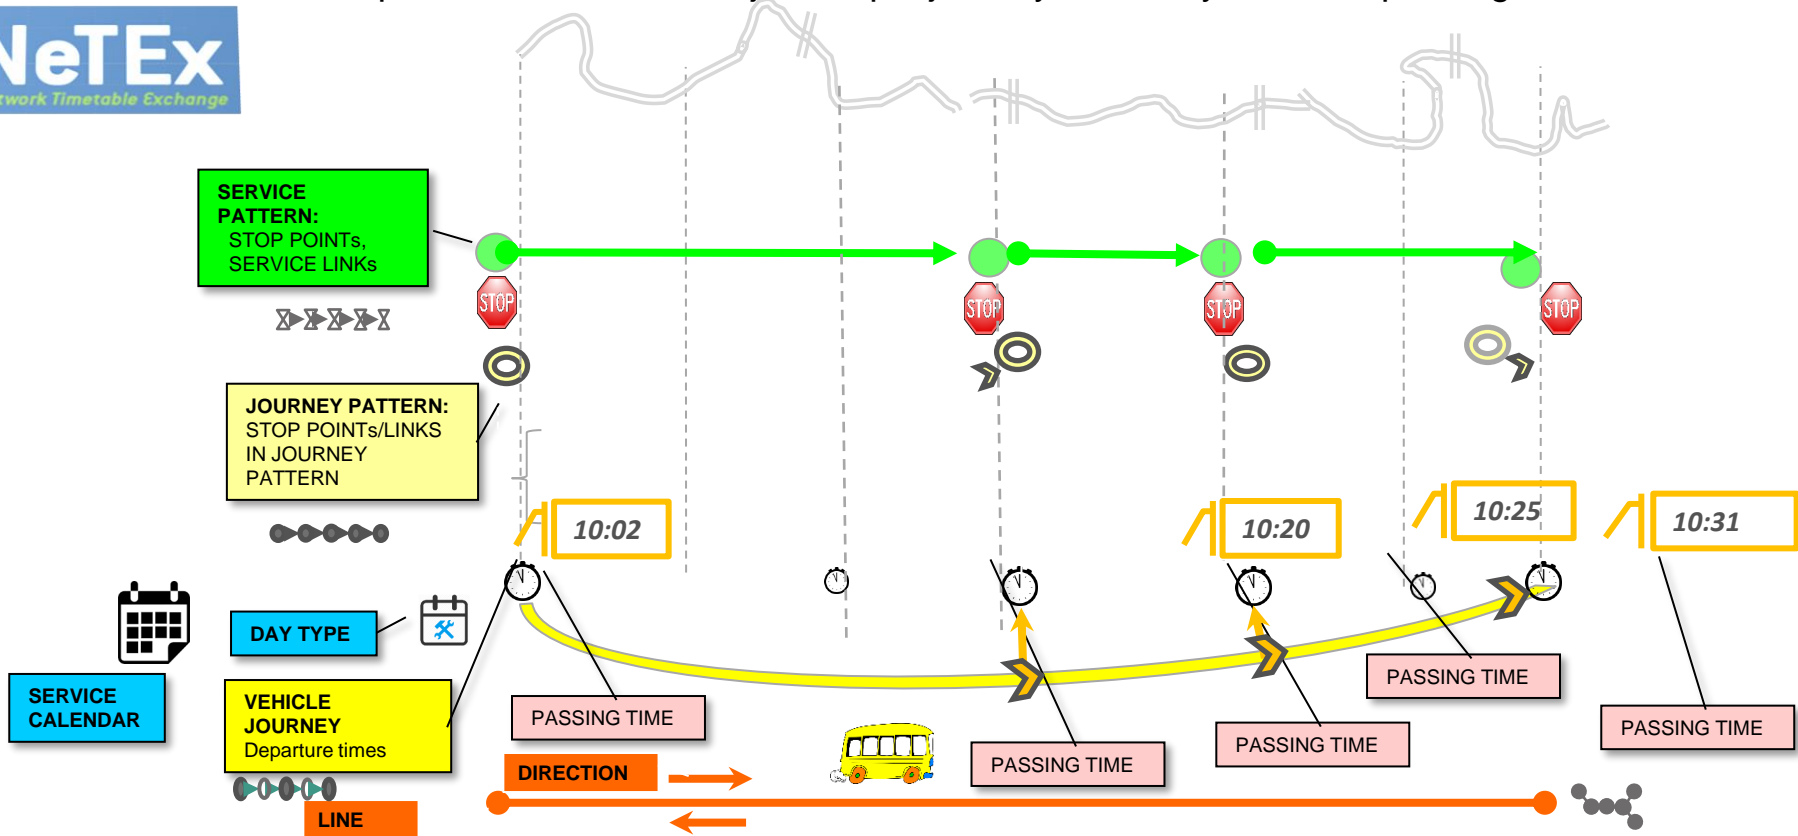 NeTEx
twork Timetable Exchange
SERVICE
PATTERN:
STOP POINTs,
SERVICE LINKs
STOP
STOP
STOP
STOP
JOURNEY PATTERN:
STOP POINTs/LINKS
IN JOURNEY
PATTERN
10:02
10:20
10:25
10:31
DAY TYPE
SERVICE
CALENDAR
VEHICLE
JOURNEY
Departure times
PASSING TIME
PASSING TIME
PASSING TIME
PASSING TIME
PASSING TIME
DIRECTION
LINE